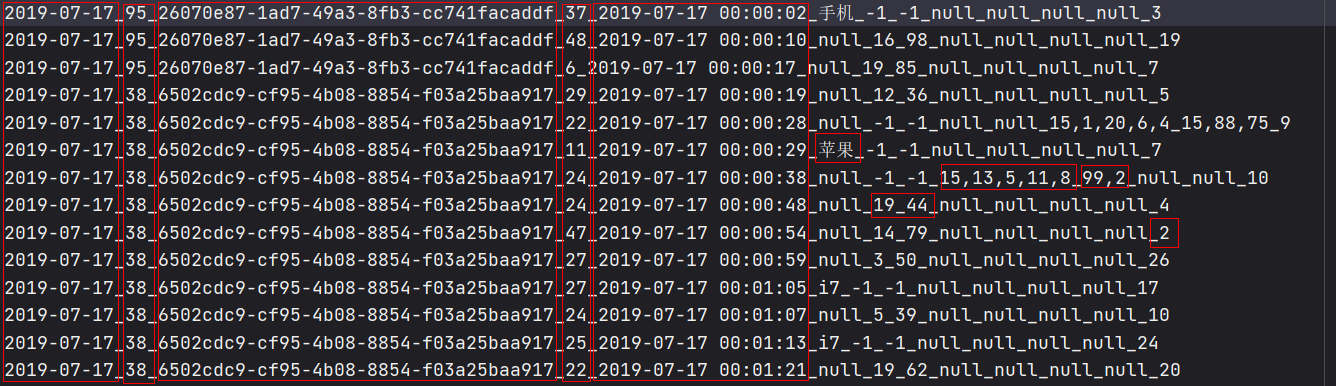 2019-07-17_95_26070e87-1ad7-49a3-8fb3-cc741facaddf_37_2019-07-17 00:00:02_手机_-1_-1_null_null_null_null_3
2019-07-17_95_26070e87-1ad7-49a3-8fb3-cc741facaddf_48_2019-07-17 00:00:10_null_16_98_null_null_null_null_19
2019-07-17_95_26070e87-1ad7-49a3-8fb3-cc741facaddf_6_2019-07-17 00:00:17_null_19_85_null_null_null_null_7
2019-07-17_38_6502cdc9-cf95-4b08-8854-f03a25baa917_29_2019-07-17 00:00:19_null_12_36_null_null_null_null_5
2019-07-17_38_6502cdc9-cf95-4b08-8854-f03a25baa917_22_2019-07-17 00:00:28_null_-1_-1_null_null_15,1,20,6,4_15,88,75_9
2019-07-17_38_6502cdc9-cf95-4b08-8854-f03a25baa917_11_2019-07-17 00:00:29_苹果_-1_-1_null_null_null_null_7
2019-07-17_38_6502cdc9-cf95-4b08-8854-f03a25baa917_24_2019-07-17 00:00:38_null_-1_-1_15,13,5,11,8_99,2_null_null_10
2019-07-17_38_6502cdc9-cf95-4b08-8854-f03a25baa917_24_2019-07-17 00:00:48_null_19_44_null_null_null_null_4
2019-07-17_38_6502cdc9-cf95-4b08-8854-f03a25baa917_47_2019-07-17 00:00:54_null_14_79_null_null_null_null_2
2019-07-17_38_6502cdc9-cf95-4b08-8854-f03a25baa917_27_2019-07-17 00:00:59_null_3_50_null_null_null_null_26
2019-07-17_38_6502cdc9-cf95-4b08-8854-f03a25baa917_27_2019-07-17 00:01:05_i7_-1_-1_null_null_null_null_17
2019-07-17_38_6502cdc9-cf95-4b08-8854-f03a25baa917_24_2019-07-17 00:01:07_null_5_39_null_null_null_null_10
2019-07-17_38_6502cdc9-cf95-4b08-8854-f03a25baa917_25_2019-07-17 00:01:13_i7_-1_-1_null_null_null_null_24
2019-07-17_38_6502cdc9-cf95-4b08-8854-f03a25baa917_22_2019-07-17 00:01:21_null_19_62_null_null_null_null_20